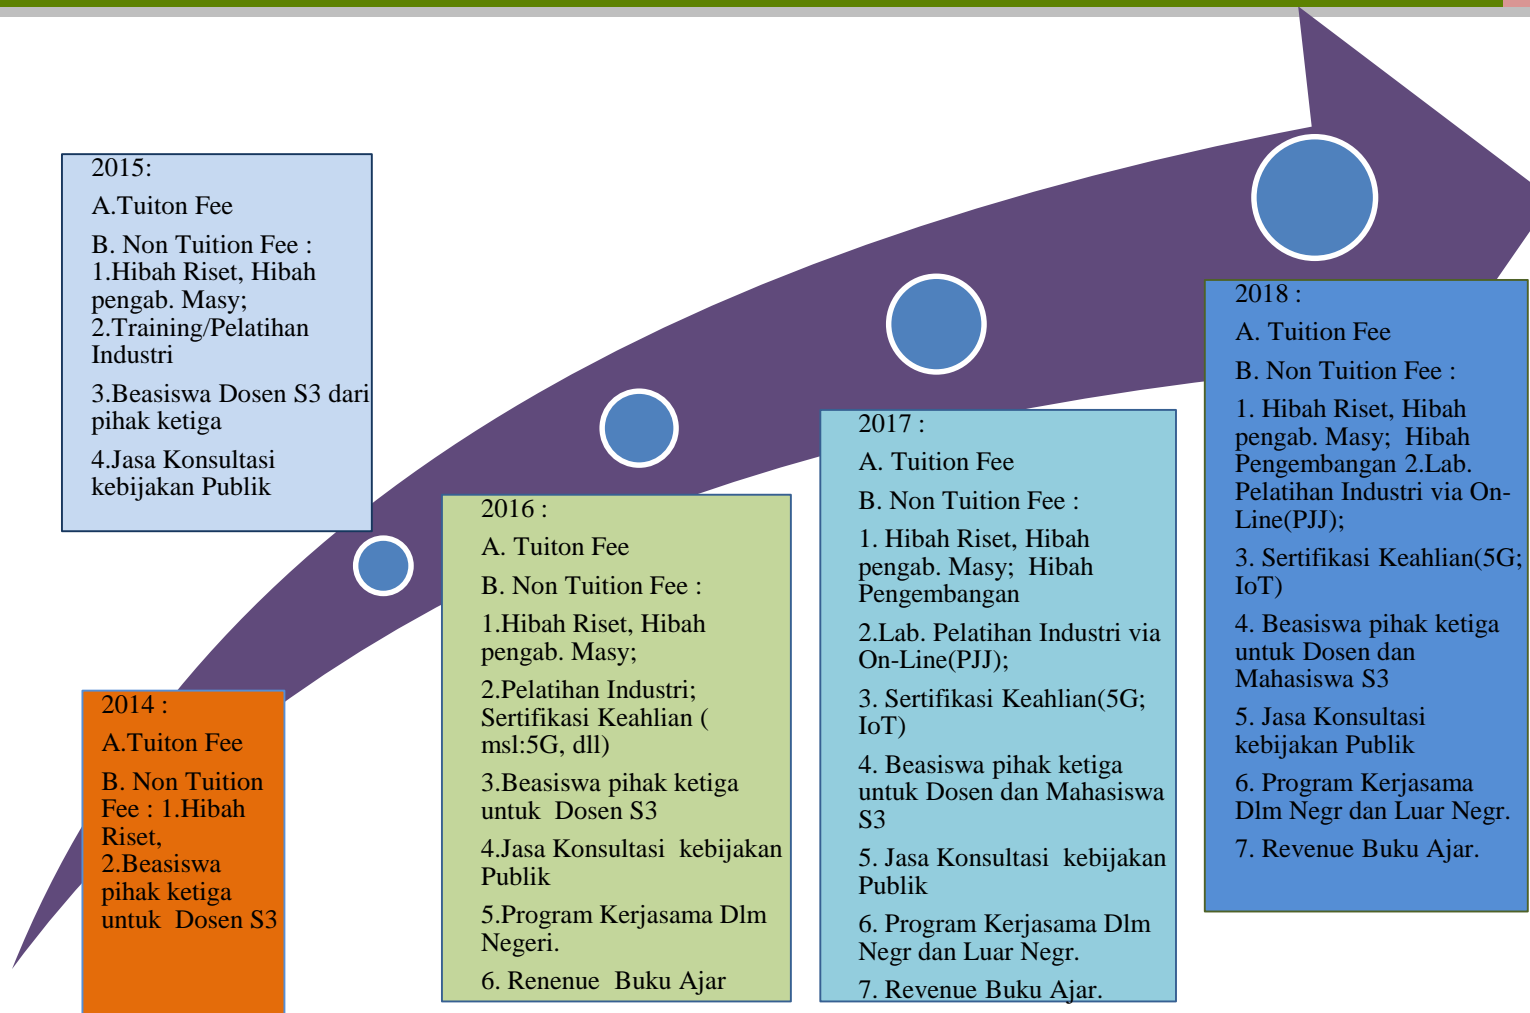 2015:
A.Tuiton Fee
B. Non Tuition Fee :
1.Hibah Riset, Hibah
pengab. Masy;
2.Training/Pelatihan
Industri
3.Beasiswa Dosen S3 dari
pihak ketiga
4.Jasa Konsultasi
kebijakan Publik
2014 :
A.Tuiton Fee
B. Non Tuition
Fee : 1.Hibah
Riset,
2.Beasiswa
pihak ketiga
untuk Dosen S3
2016 :
A. Tuiton Fee
B. Non Tuition Fee :
1.Hibah Riset, Hibah
pengab. Masy;
2.Pelatihan Industri;
Sertifikasi Keahlian (
msl:5G, dll)
3.Beasiswa pihak ketiga
untuk Dosen S3
4.Jasa Konsultasi kebijakan
Publik
5.Program Kerjasama Dlm
Negeri.
6. Renenue Buku Ajar
2017 :
A. Tuition Fee
B. Non Tuition Fee :
1. Hibah Riset, Hibah
pengab. Masy; Hibah
Pengembangan
2.Lab. Pelatihan Industri via
On-Line(PJJ);
3. Sertifikasi Keahlian(5G;
IoT)
4. Beasiswa pihak ketiga
untuk Dosen dan Mahasiswa
S3
5. Jasa Konsultasi kebijakan
Publik
6. Program Kerjasama Dlm
Negr dan Luar Negr.
7. Revenue Buku Ajar.
2018 :
A. Tuition Fee
B. Non Tuition Fee :
1. Hibah Riset, Hibah
pengab. Masy; Hibah
Pengembangan 2.Lab.
Pelatihan Industri via On-
Line(PJJ);
3. Sertifikasi Keahlian(5G;
IoT)
4. Beasiswa pihak ketiga
untuk Dosen dan
Mahasiswa S3
5. Jasa Konsultasi
kebijakan Publik
6. Program Kerjasama
Dlm Negr dan Luar Negr.
7. Revenue Buku Ajar.